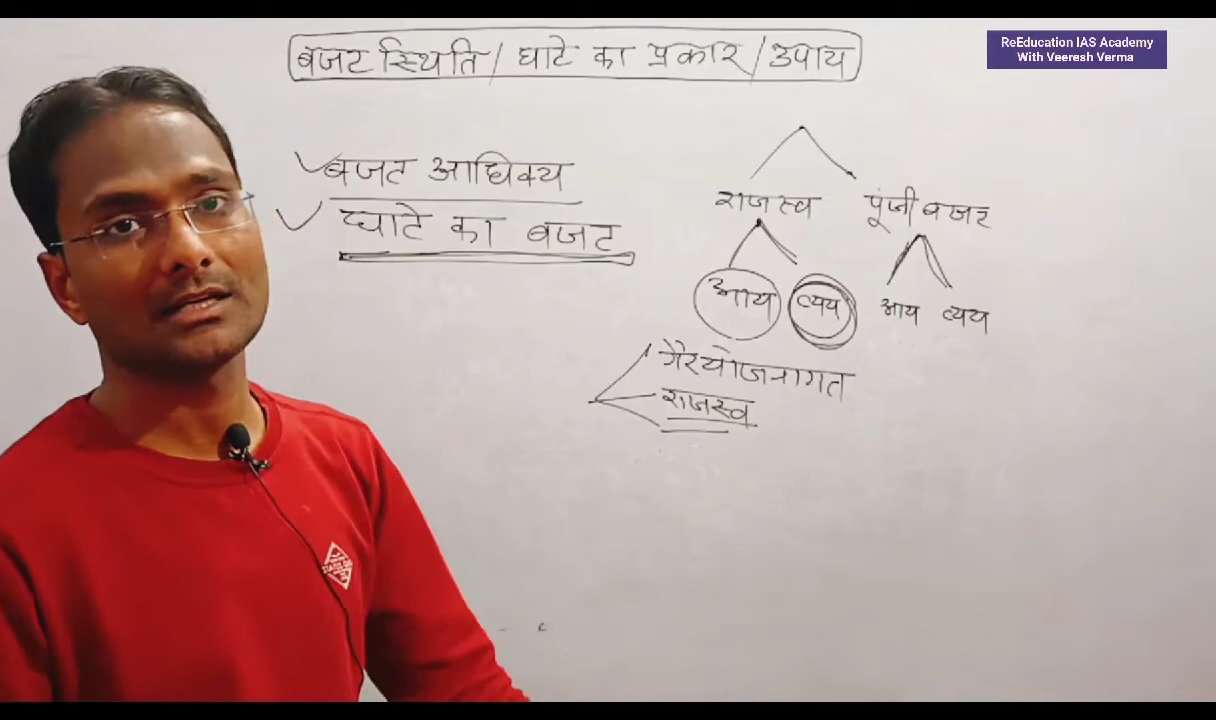 ReEducation IAS Academy
With Veeresh Verma
बजट स्थिति / घाटे का प्रकार / उपाय
बजट आधिक्य
घाटे का बजट
राजस्व पूंजी बजट
आय व्यय आय व्यय
गैरयोजनागत
राजस्व